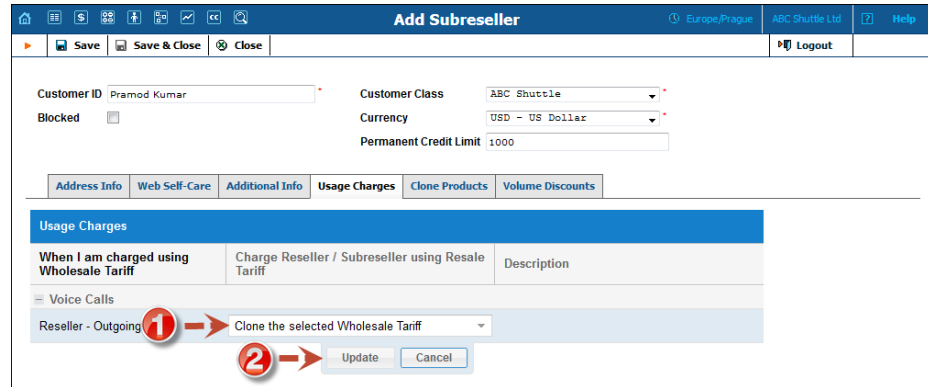 Add Subreseller
Europe/Prague
ABC Shuttle Ltd
Help
Save
Save & Close
Close
Logout
Customer ID Pramod Kumar *
Customer Class ABC Shuttle *
Blocked
Currency USD - US Dollar *
Permanent Credit Limit 1000
Address Info
Web Self-Care
Additional Info
Usage Charges
Clone Products
Volume Discounts
Usage Charges
When I am charged using
Wholesale Tariff
Charge Reseller / Subreseller using Resale
Tariff
Description
Voice Calls
Reseller - Outgoing
1
Clone the selected Wholesale Tariff
2
Update
Cancel